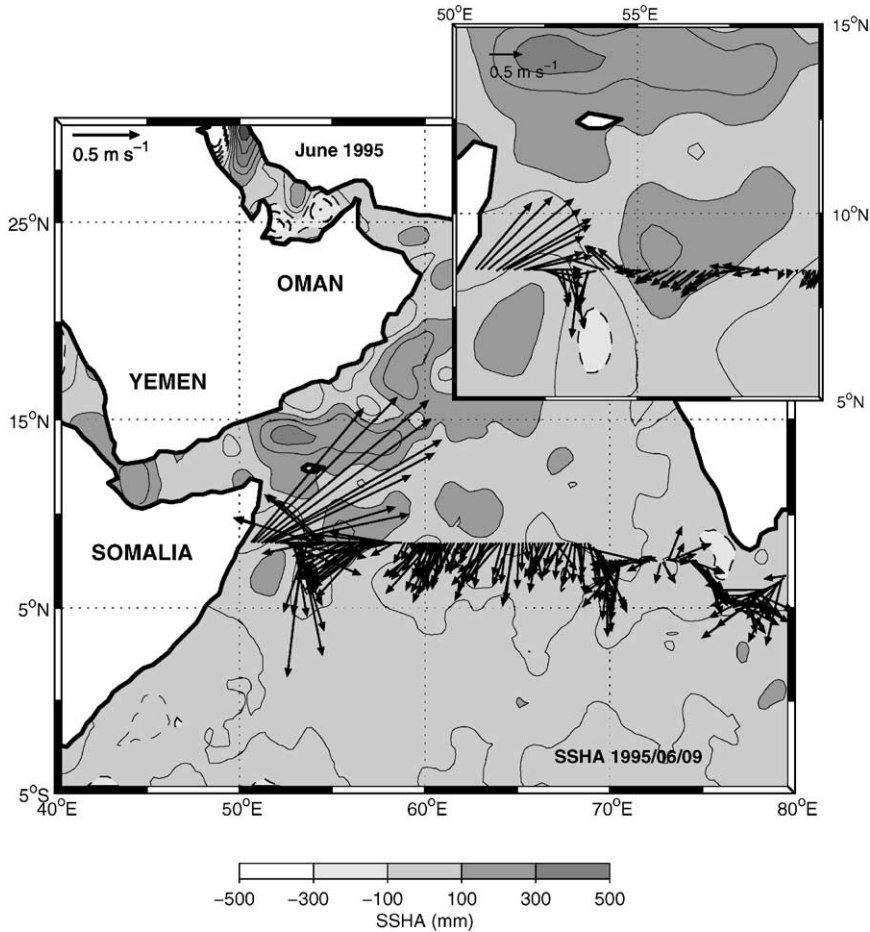 50°E
55°E
15°N
0.5 m s⁻¹
10°N
5°N
0.5 m s⁻¹
June 1995
25°N
OMAN
YEMEN
15°N
SOMALIA
5°N
SSHA 1995/06/09
5°S
40°E
50°E
60°E
70°E
80°E
−500
−300
−100
100
300
500
SSHA (mm)